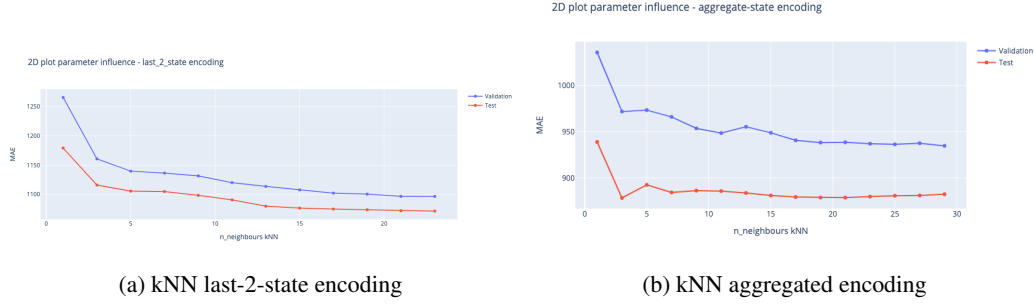 2D plot parameter influence - last_2_state encoding
Validation
Test
1250
1200
1150
1100
MAE
0
5
10
15
20
n_neighbours kNN
(a) kNN last-2-state encoding
2D plot parameter influence - aggregate-state encoding
Validation
Test
1000
950
900
MAE
0
5
10
15
20
25
30
n_neighbours kNN
(b) kNN aggregated encoding